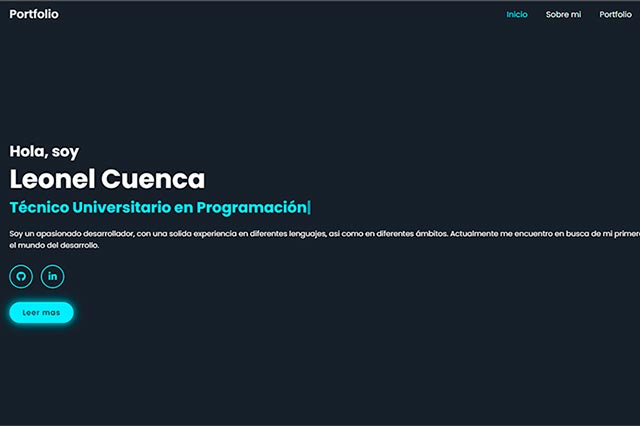 Portfolio
Inicio
Sobre mi
Portfolio
Hola, soy
Leonel Cuenca
Técnico Universitario en Programación|
Soy un apasionado desarrollador, con una solida experiencia en diferentes lenguajes, asi como en diferentes ámbitos. Actualmente me encuentro en busca de mi primer
el mundo del desarrollo.
in
Leer mas